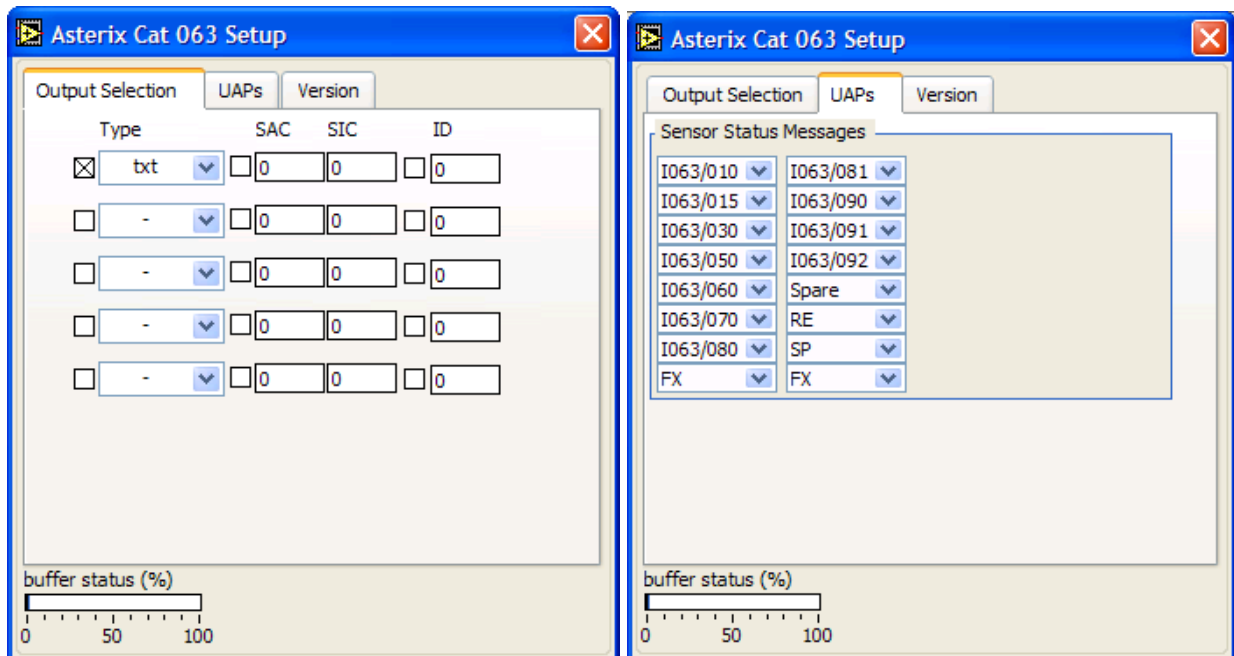 Asterix Cat 063 Setup
Output Selection UAPs Version
Type SAC SIC ID
txt 0 0 0
- 0 0 0
- 0 0 0
- 0 0 0
- 0 0 0
buffer status (%)
0 50 100
Asterix Cat 063 Setup
Output Selection UAPs Version
Sensor Status Messages
I063/010 I063/081
I063/015 I063/090
I063/030 I063/091
I063/050 I063/092
I063/060 Spare
I063/070 RE
I063/080 SP
FX FX
buffer status (%)
0 50 100